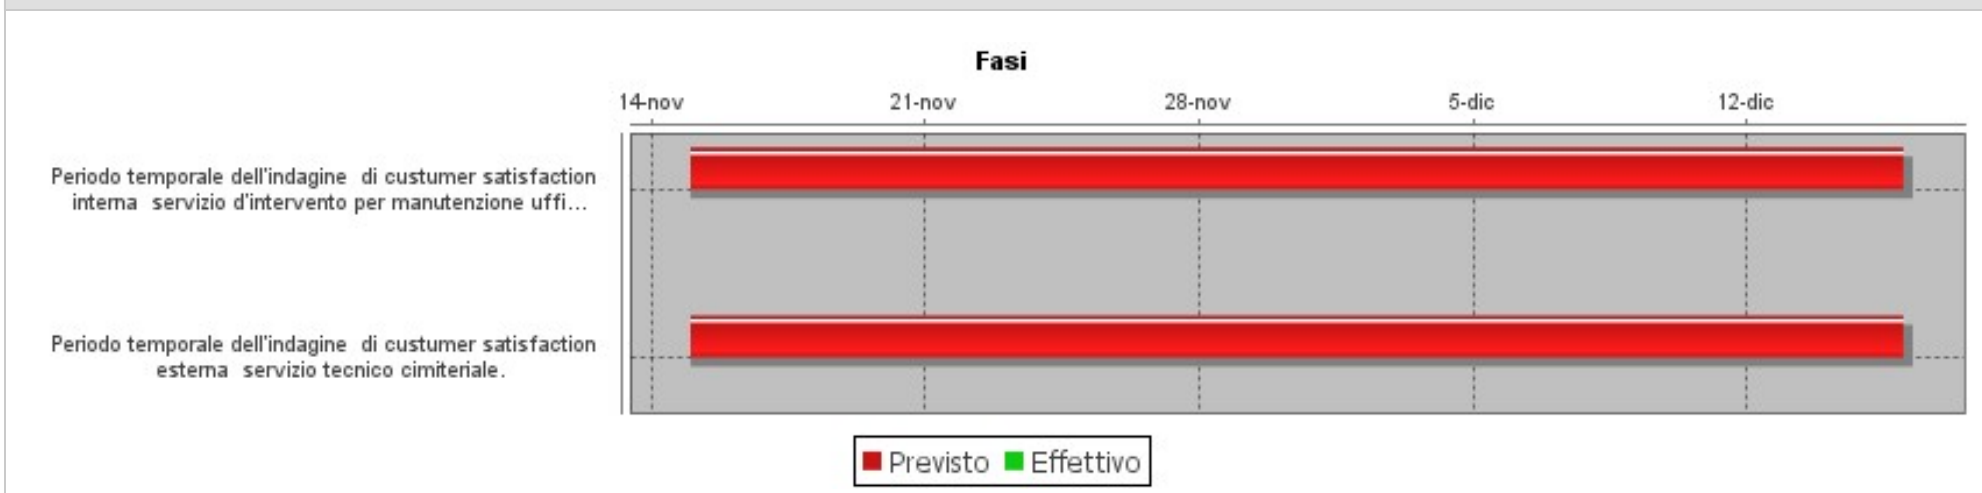 Fasi
14-nov 21-nov 28-nov 5-dic 12-dic
Periodo temporale dell'indagine di custumer satisfaction
interna servizio d'intervento per manutenzione uffi...
Periodo temporale dell'indagine di custumer satisfaction
esterna servizio tecnico cimiteriale.
Previsto Effettivo